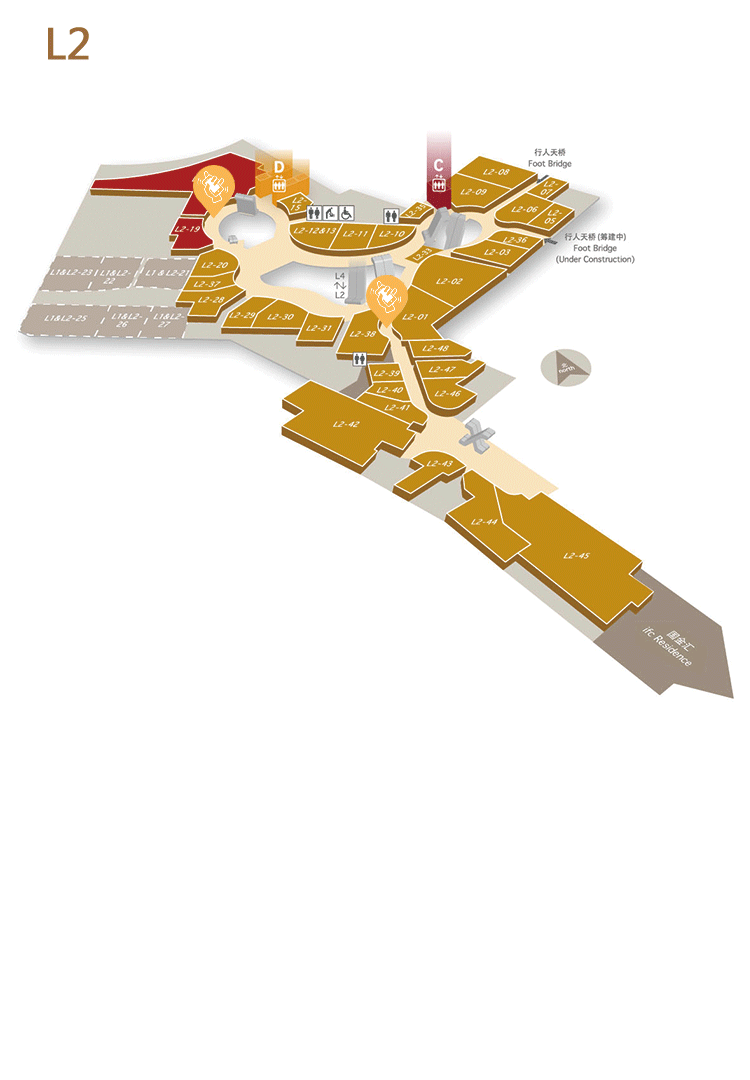 L2
行人天桥
Foot Bridge
D
C
L2-08
L2-09
L2-07
L2-06
L2-05
L2-15
L2-35
L2-12&13
L2-11
L2-10
L2-36
L2-03
行人天桥 (筹建中)
Foot Bridge
(Under Construction)
L2-19
L2-33
L2-20
L2-02
L1&L2-23
L1&L2-
22
L1 & L2-21
L4
L2
L2-37
L2-28
L1&L2-25
L1&L2-
26
L1&L2-
27
L2-29
L2-30
L2-31
L2-38
L2-01
L2-48
L2-39
L2-47
L2-40
L2-46
L2-41
北
north
L2-42
L2-43
L2-44
L2-45
国金汇
ifc Residence